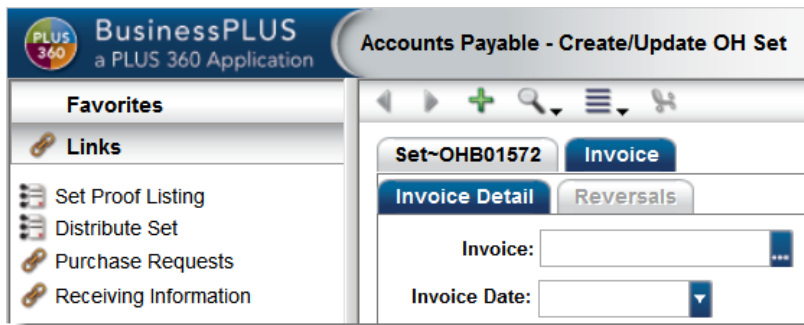 PLUS
360
BusinessPLUS
a PLUS 360 Application
Accounts Payable - Create/Update OH Set
Favorites
Links
Set Proof Listing
Distribute Set
Purchase Requests
Receiving Information
Set~OHB01572
Invoice
Invoice Detail
Reversals
Invoice:
...
Invoice Date: